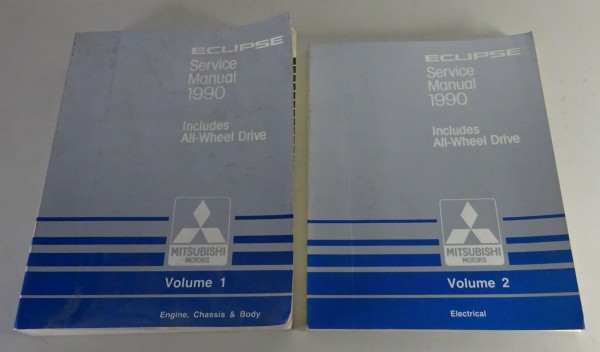 ECLIPSE
Service
Manual
1990
Includes
All-Wheel Drive
MITSUBISHI
MOTORS
Volume 1
Engine, Chassis & Body
ECLIPSE
Service
Manual
1990
Includes
All-Wheel Drive
MITSUBISHI
MOTORS
Volume 2
Electrical